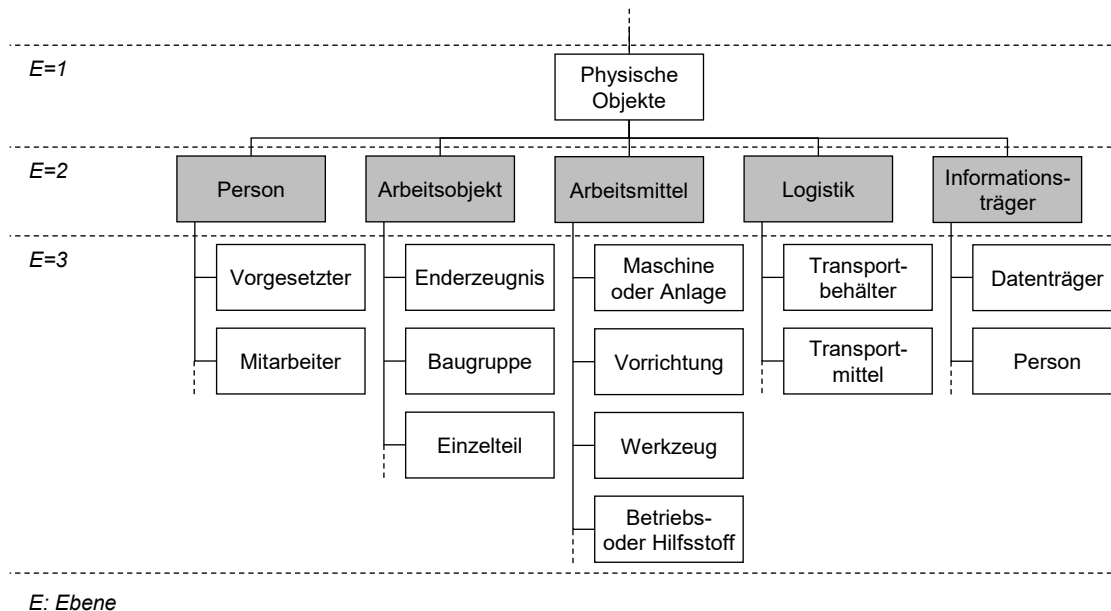 E=1
Physische
Objekte
E=2
Person
Arbeitsobjekt
Arbeitsmittel
Logistik
Informations-
träger
E=3
Vorgesetzter
Enderzeugnis
Maschine
oder Anlage
Transport-
behälter
Datenträger
Mitarbeiter
Baugruppe
Vorrichtung
Transport-
mittel
Person
Einzelteil
Werkzeug
Betriebs-
oder Hilfsstoff
E: Ebene